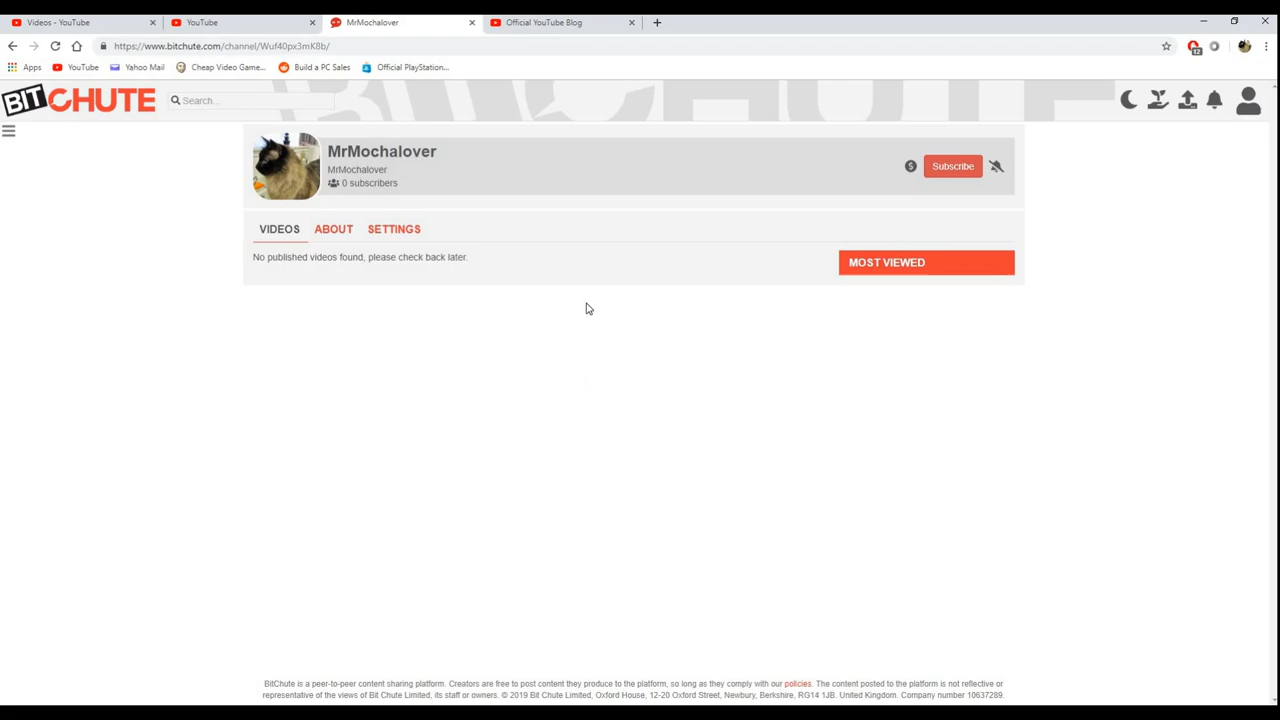 Videos - YouTube
YouTube
MrMochalover
Official YouTube Blog
https://www.bitchute.com/channel/Wuf40px3mK8b/
12
Apps
YouTube
Yahoo Mail
Cheap Video Game...
Build a PC Sales
Official PlayStation...
BITCHUTE
Search...
BITCHUTE
MrMochalover
MrMochalover
0 subscribers
Subscribe
VIDEOS ABOUT SETTINGS
No published videos found, please check back later.
MOST VIEWED
BitChute is a peer-to-peer content sharing platform. Creators are free to post content they produce to the platform, so long as they comply with our policies. The content posted to the platform is not reflective or
representative of the views of Bit Chute Limited, its staff or owners. © 2019 Bit Chute Limited, Oxford House, 12-20 Oxford Street, Newbury, Berkshire, RG14 1JB. United Kingdom. Company number 10637289.